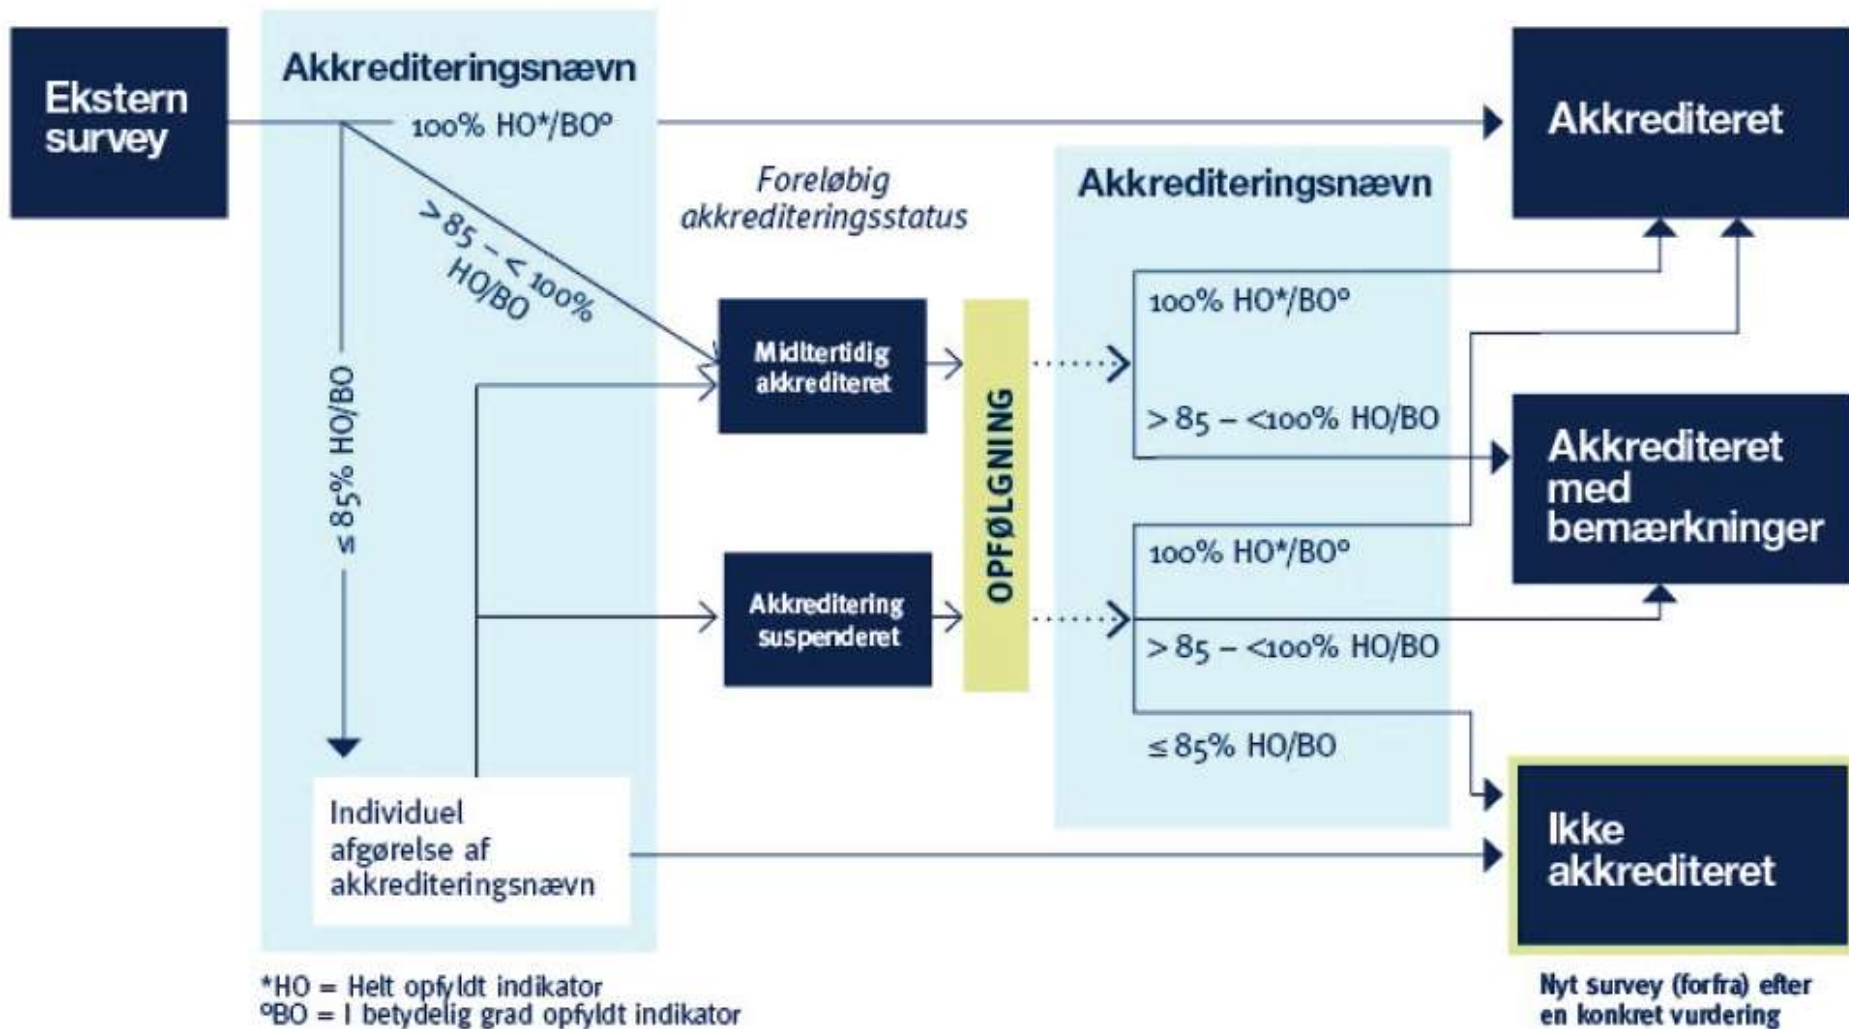 Ekstern
survey
Akkrediteringsnævn
100% HO*/BOº
> 85 – < 100%
HO/BO
≤ 85% HO/BO
Individuel
afgørelse af
akkrediteringsnævn
Foreløbig
akkrediteringsstatus
Midltertidig
akkrediteret
Akkreditering
suspenderet
OPFØLGNING
Akkrediteringsnævn
100% HO*/BOº
> 85 – <100% HO/BO
100% HO*/BOº
> 85 – <100% HO/BO
≤ 85% HO/BO
Akkrediteret
Akkrediteret
med
bemærkninger
Ikke
akkrediteret
*HO = Helt opfyldt indikator
ºBO = I betydelig grad opfyldt indikator
Nyt survey (forfra) efter
en konkret vurdering